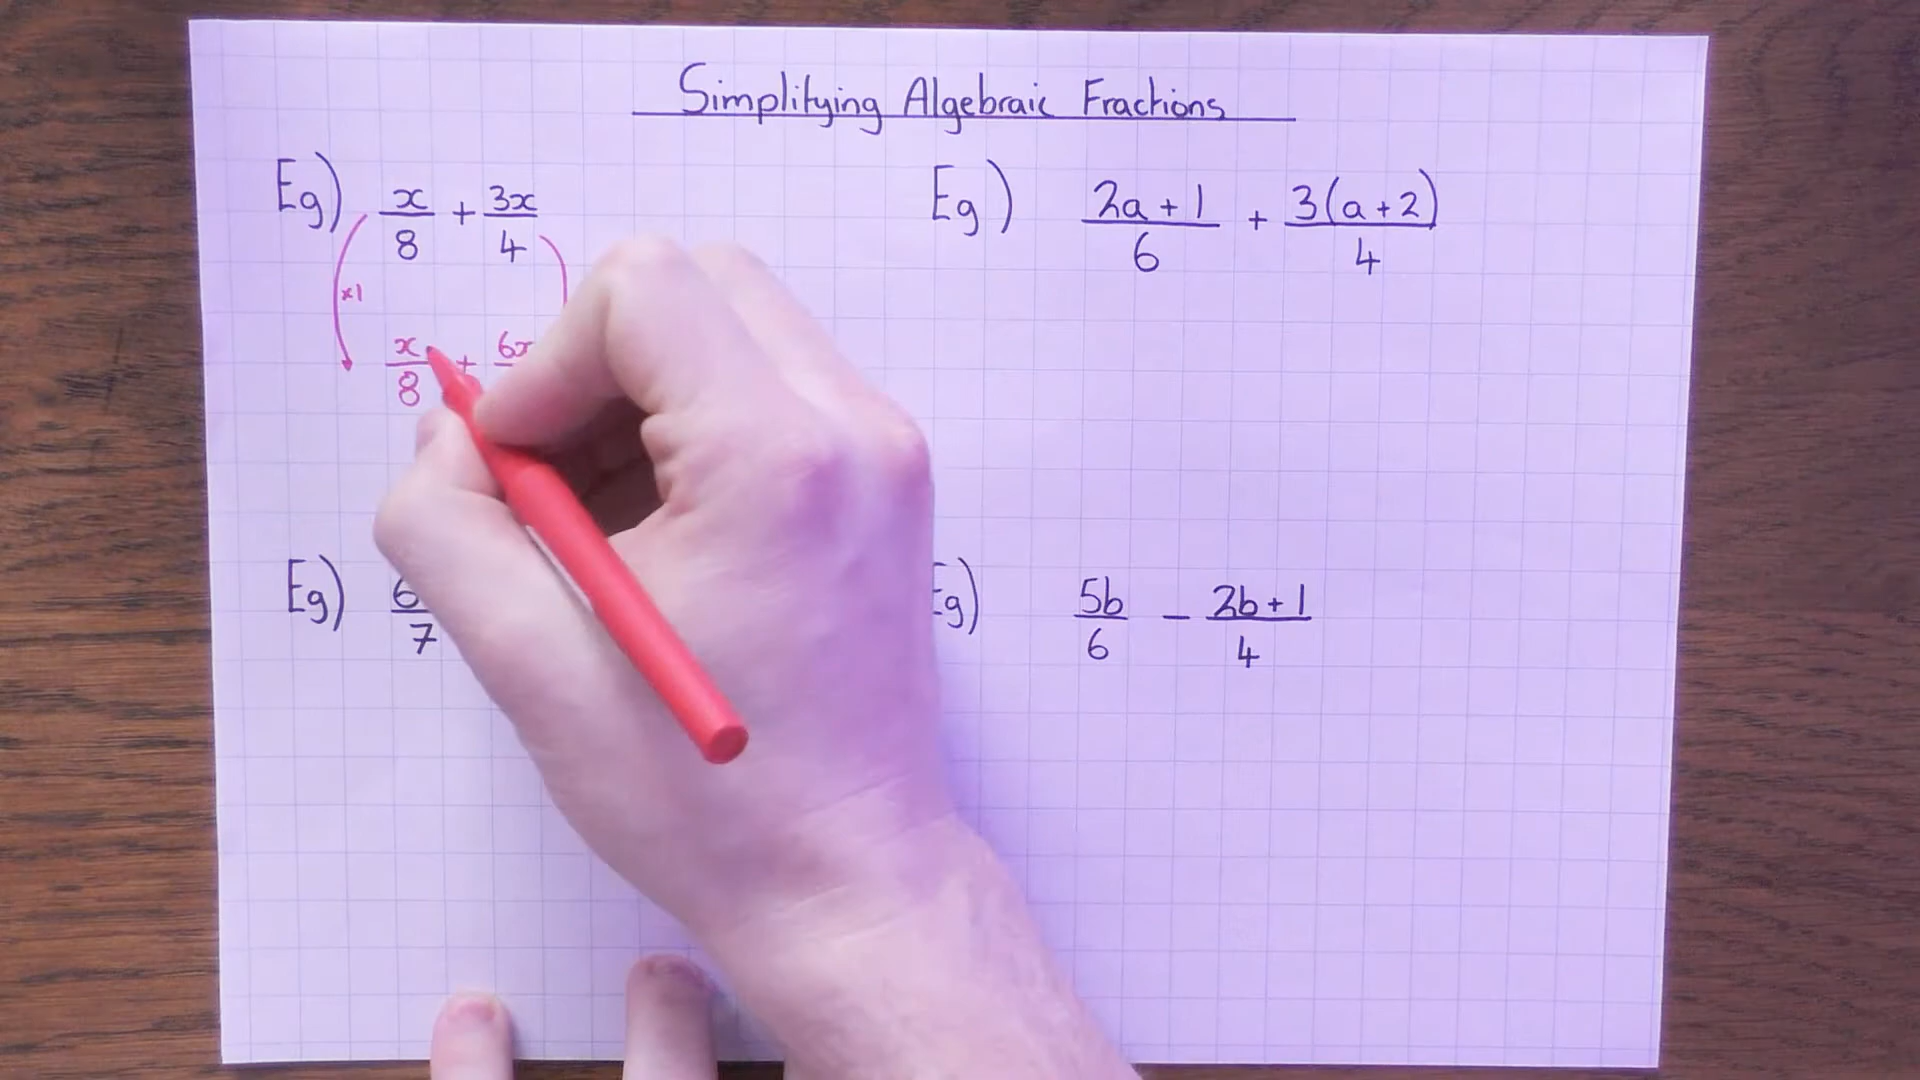 Simplifying Algebraic Fractions
Eg) x/8 + 3x/4
x1
x/8 + 6x
Eg) 2a + 1/6 + 3(a+2)/4
Eg) 6/7
Eg) 5b/6 - 2b+1/4